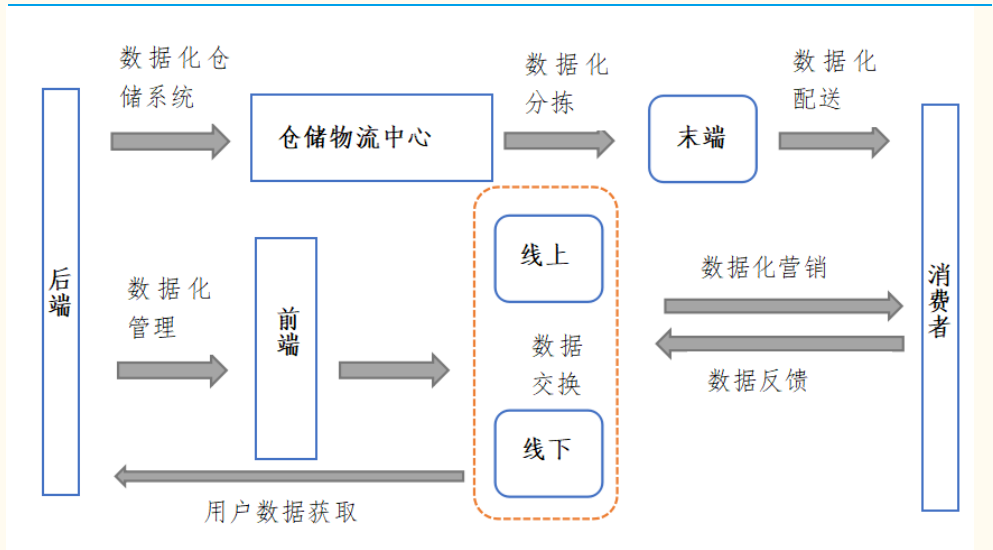 数据化仓
储系统
数据化
分拣
数据化
配送
仓储物流中心
末端
后端
线上
数据化营销
消费者
数据化
管理
前端
数据
交换
数据反馈
线下
用户数据获取